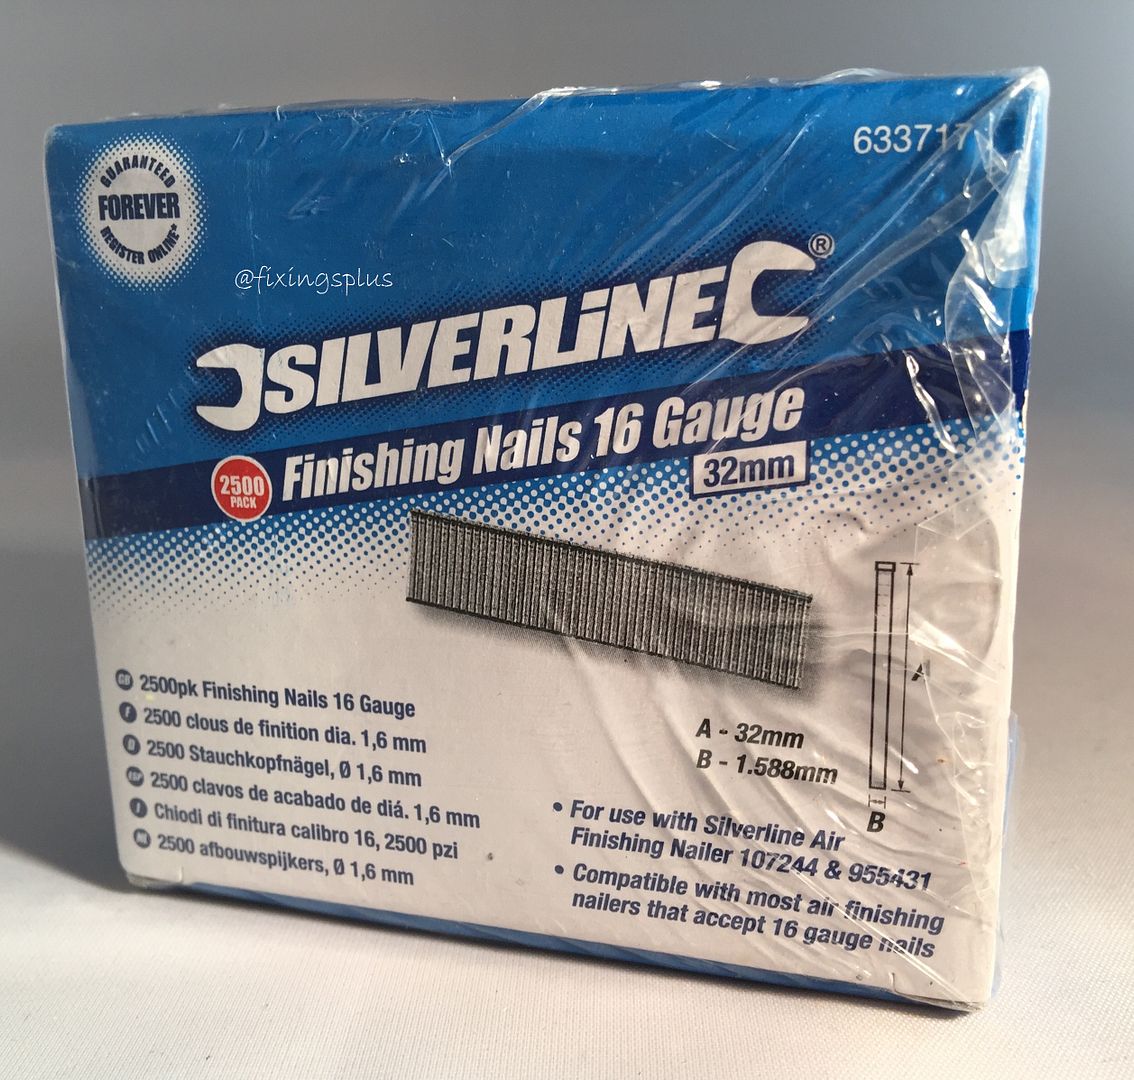 GUARANTEED
FOREVER
REGISTER ONLINE*
633717
@fixingsplus
SILVERLiNE®
Finishing Nails 16 Gauge
2500
PACK
32mm
GB 2500pk Finishing Nails 16 Gauge
F 2500 clous de finition dia. 1,6 mm
D 2500 Stauchkopfnägel, Ø 1,6 mm
ESP 2500 clavos de acabado de diá. 1,6 mm
I Chiodi di finitura calibro 16, 2500 pzi
NL 2500 afbouwspijkers, Ø 1,6 mm
A
A - 32mm
B - 1.588mm
B
• For use with Silverline Air
Finishing Nailer 107244 & 955431
• Compatible with most air finishing
nailers that accept 16 gauge nails